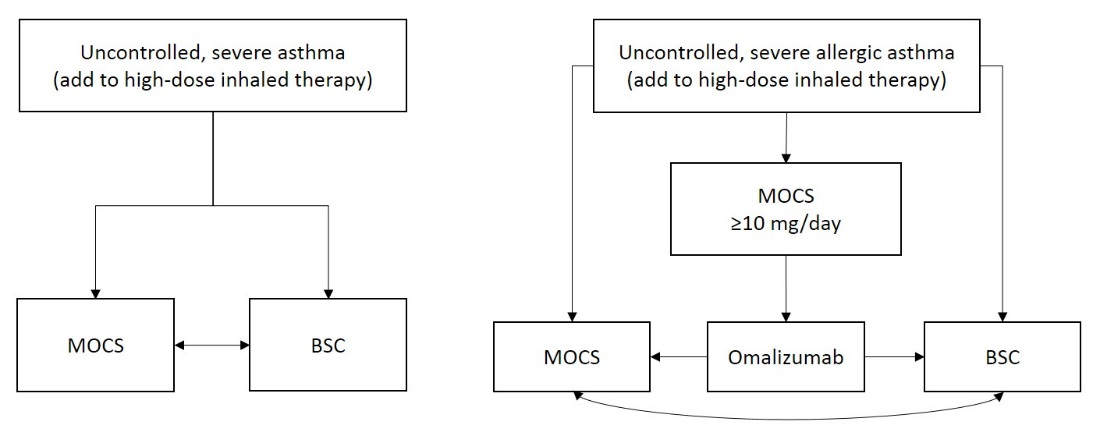 Uncontrolled, severe asthma
(add to high-dose inhaled therapy)
MOCS
BSC
Uncontrolled, severe allergic asthma
(add to high-dose inhaled therapy)
MOCS
≥10 mg/day
MOCS
Omalizumab
BSC